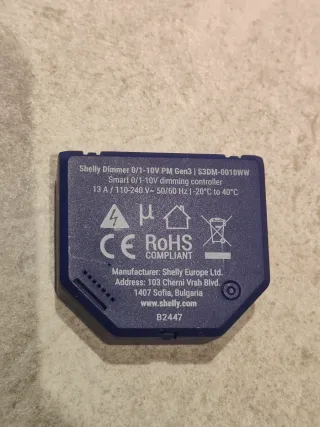 Shelly Dimmer 0/1-10V PM Gen3 | S3DM-0010WW
Smart 0/1-10V dimming controller
13 A / 110-240 V~ 50/60 Hz | -20°C to 40°C
µ
CE RoHS
COMPLIANT
Manufacturer: Shelly Europe Ltd.
Address: 103 Cherni Vrah Blvd.
1407 Sofia, Bulgaria
www.shelly.com
B2447